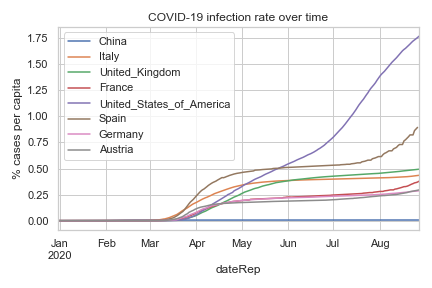 COVID-19 infection rate over time
% cases per capita
1.75
1.50
1.25
1.00
0.75
0.50
0.25
0.00
China
Italy
United_Kingdom
France
United_States_of_America
Spain
Germany
Austria
Jan Feb Mar Apr May Jun Jul Aug
2020
dateRep